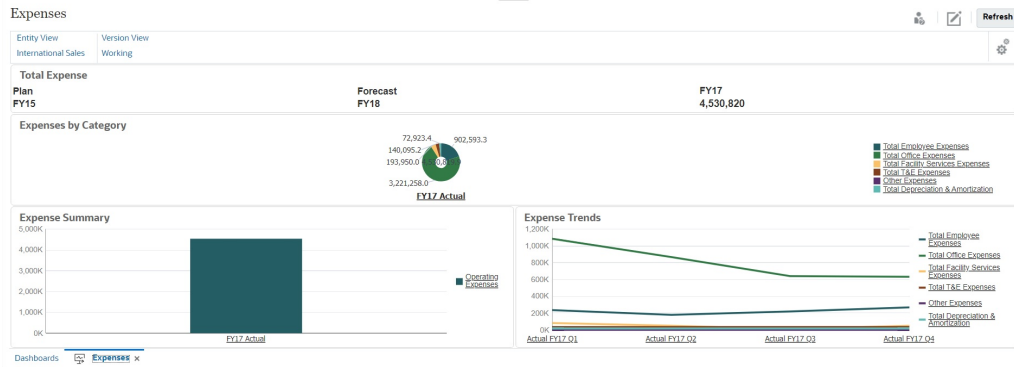 Expenses
Refresh
Entity View Version View
International Sales Working
Total Expense
Plan Forecast FY17
FY15 FY18 4,530,820
Expenses by Category
72,923.4 902,593.3
140,095.2
193,950.0
3,221,258.0
FY17 Actual
Total Employee Expenses
Total Office Expenses
Total Facility Services Expenses
Total T&E Expenses
Other Expenses
Total Depreciation & Amortization
Expense Summary
5,000K
4,000K
3,000K
2,000K
1,000K
0K
FY17 Actual
Operating
Expenses
Expense Trends
1,200K
1,000K
800K
600K
400K
200K
0K
Actual FY17 Q1 Actual FY17 Q2 Actual FY17 Q3 Actual FY17 Q4
Total Employee
Expenses
Total Office Expenses
Total Facility Services
Expenses
Total T&E Expenses
Other Expenses
Total Depreciation &
Amortization
Dashboards Expenses ×